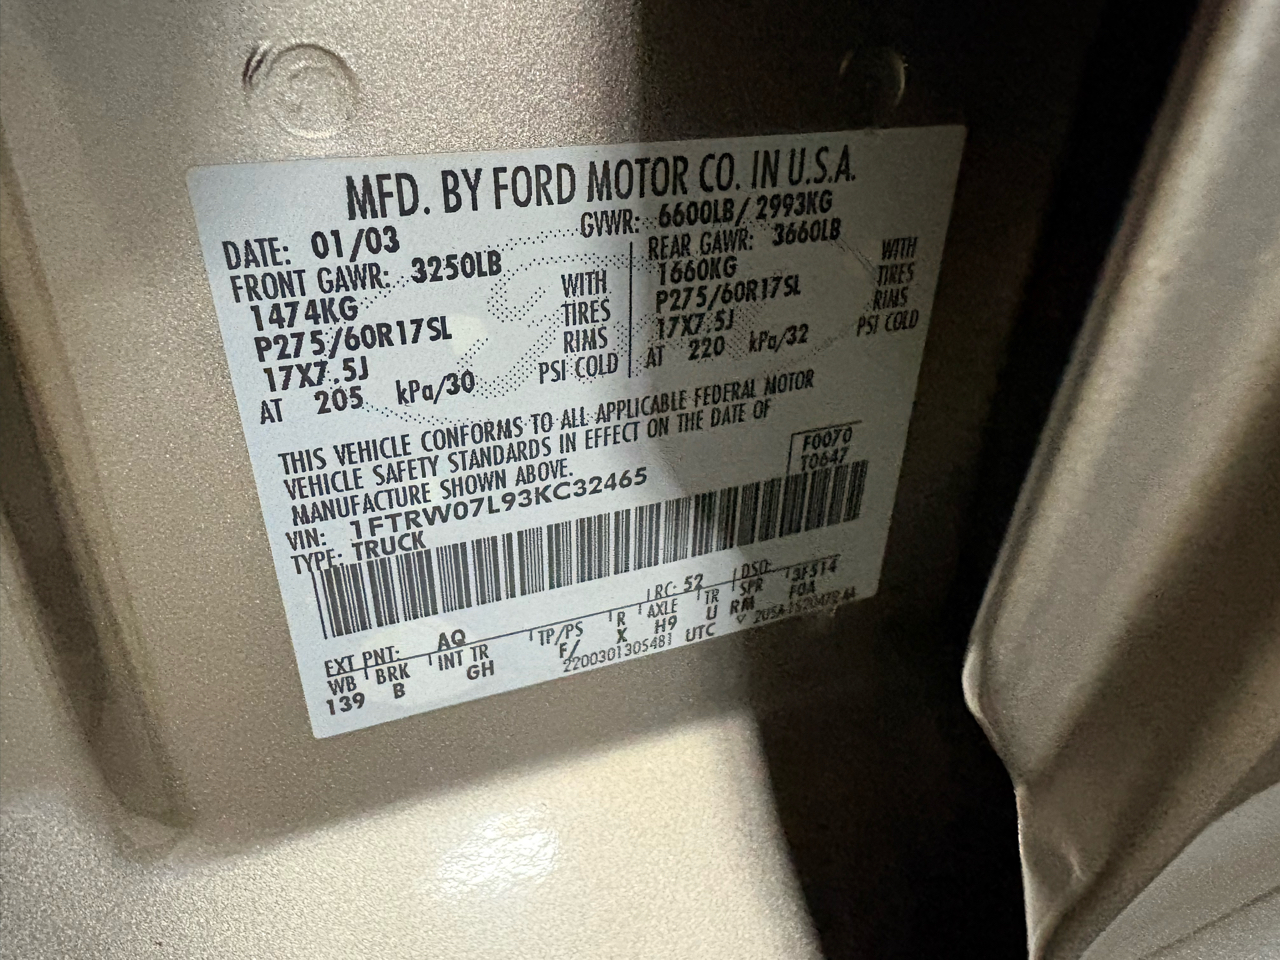 MFD. BY FORD MOTOR CO. IN U.S.A.
DATE: 01/03 GVWR: 6600LB/ 2993KG
FRONT GAWR: 3250LB REAR GAWR: 3660LB
1474KG WITH 1660KG WITH
P275/60R17SL TIRES P275/60R17SL TIRES
17X7.5J RIMS 17X7.5J RIMS
AT 205 kPa/30 PSI COLD AT 220 kPa/32 PSI COLD
THIS VEHICLE CONFORMS TO ALL APPLICABLE FEDERAL MOTOR
VEHICLE SAFETY STANDARDS IN EFFECT ON THE DATE OF
MANUFACTURE SHOWN ABOVE.
F0070
VIN: 1FTRW07L93KC32465 T0647
TYPE: TRUCK
EXT PNT: AQ RC: 52 DSO: 3F514
WB BRK INT TR TP/PS R AXLE TR SPR F0A
139 B GH F/ X H9 U RM
2200301305481 UTC